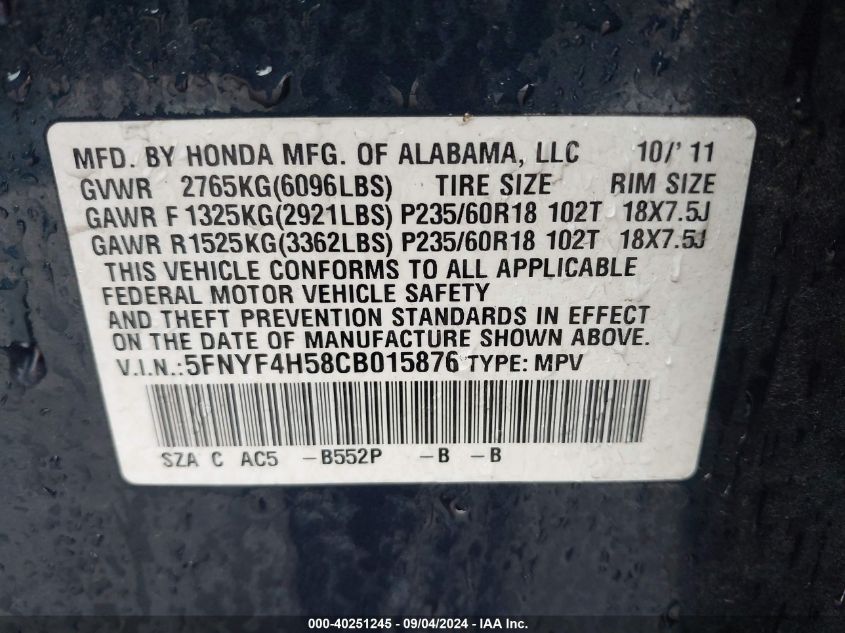 MFD. BY HONDA MFG. OF ALABAMA, LLC 10/'11
GVWR 2765KG(6096LBS) TIRE SIZE RIM SIZE
GAWR F 1325KG(2921LBS) P235/60R18 102T 18X7.5J
GAWR R1525KG(3362LBS) P235/60R18 102T 18X7.5J
THIS VEHICLE CONFORMS TO ALL APPLICABLE
FEDERAL MOTOR VEHICLE SAFETY
AND THEFT PREVENTION STANDARDS IN EFFECT
ON THE DATE OF MANUFACTURE SHOWN ABOVE.
V.I.N.:5FNYF4H58CB015876 TYPE: MPV
SZA C AC5 -B552P -B -B
000-40251245 - 09/04/2024 - IAA Inc.